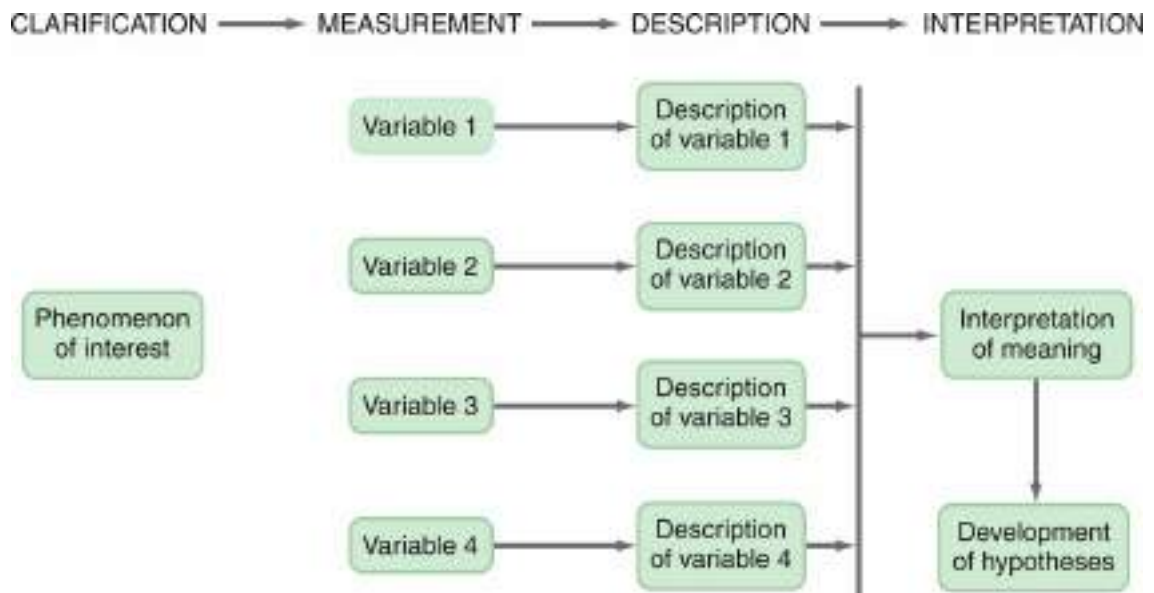 CLARIFICATION MEASUREMENT DESCRIPTION INTERPRETATION
Variable 1
Description
of variable 1
Variable 2
Description
of variable 2
Phenomenon
of interest
Interpretation
of meaning
Variable 3
Description
of variable 3
Variable 4
Description
of variable 4
Development
of hypotheses